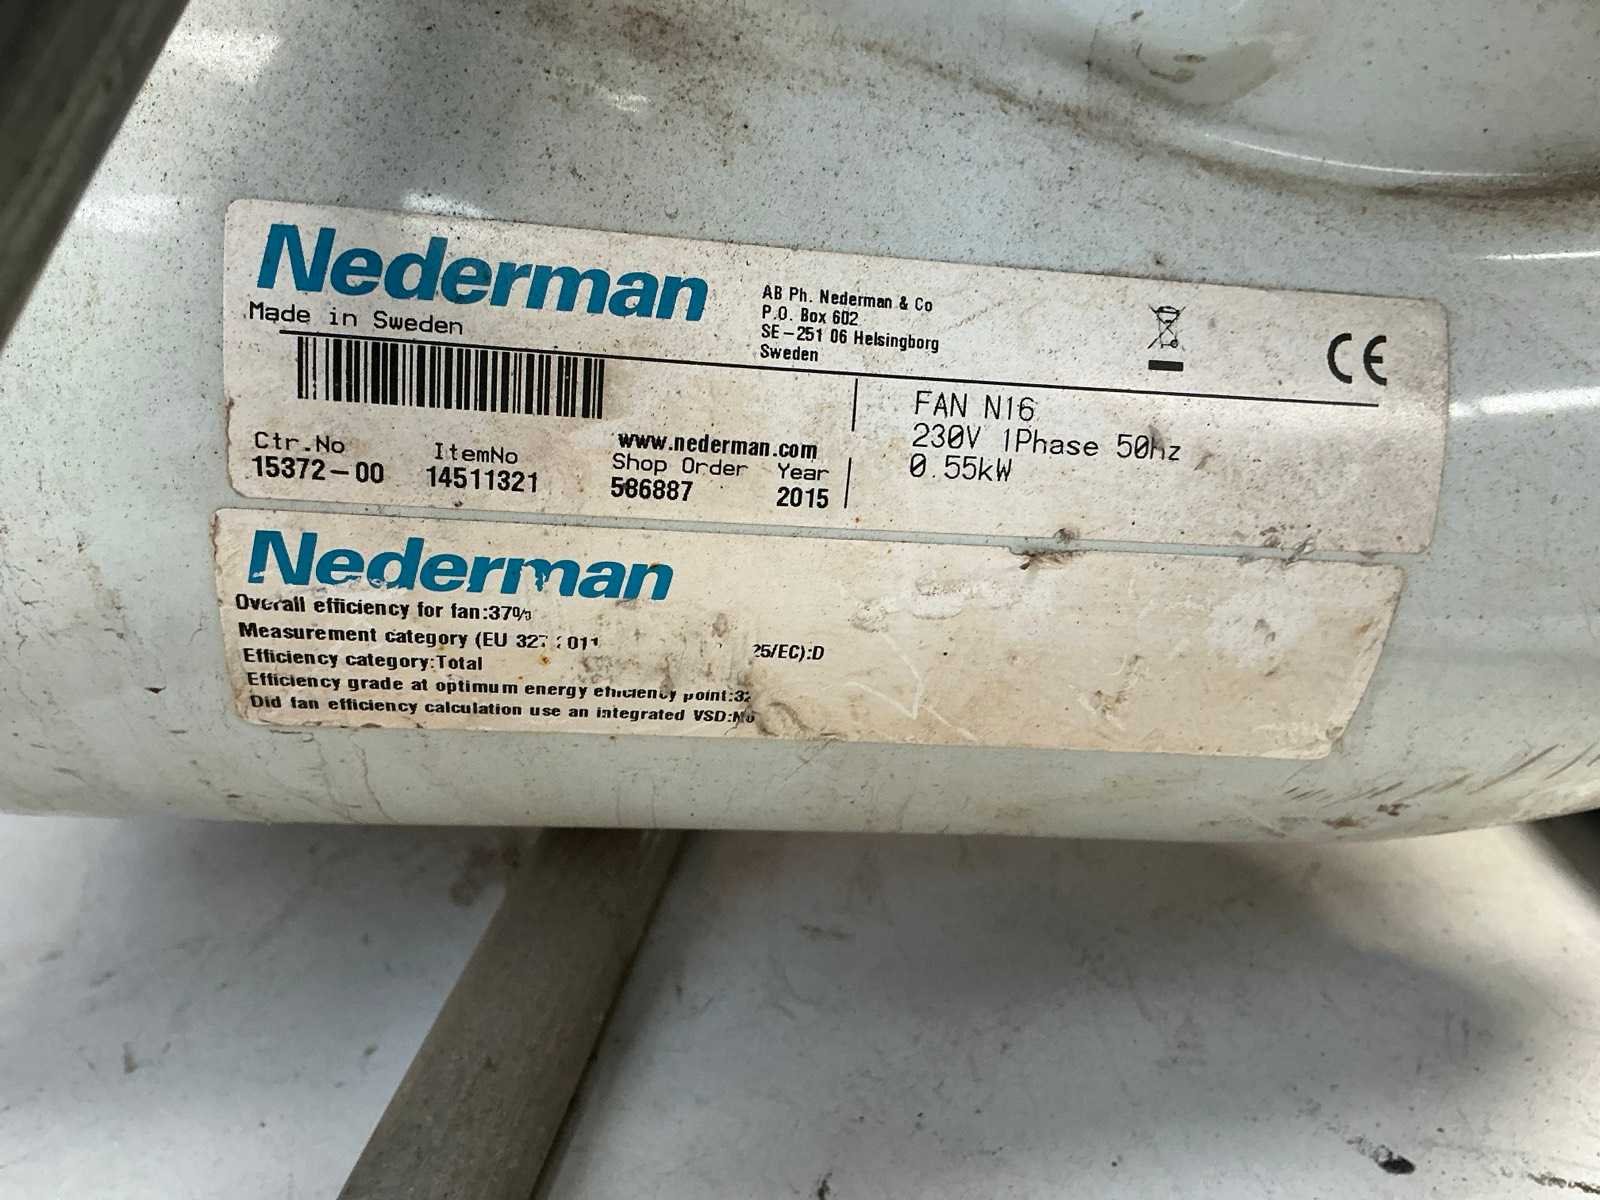 Nederman
Made in Sweden
AB Ph. Nederman & Co
P.O. Box 602
SE-251 06 Helsingborg
Sweden
CE
FAN N16
230V 1Phase 50hz
0.55kW
www.nederman.com
Ctr.No ItemNo Shop Order Year
15372-00 14511321 586887 2015
Nederman
Overall efficiency for fan:37%
Measurement category (EU 327 2011 25/EC):D
Efficiency category:Total
Efficiency grade at optimum energy efficiency point:32
Did fan efficiency calculation use an integrated VSD:No